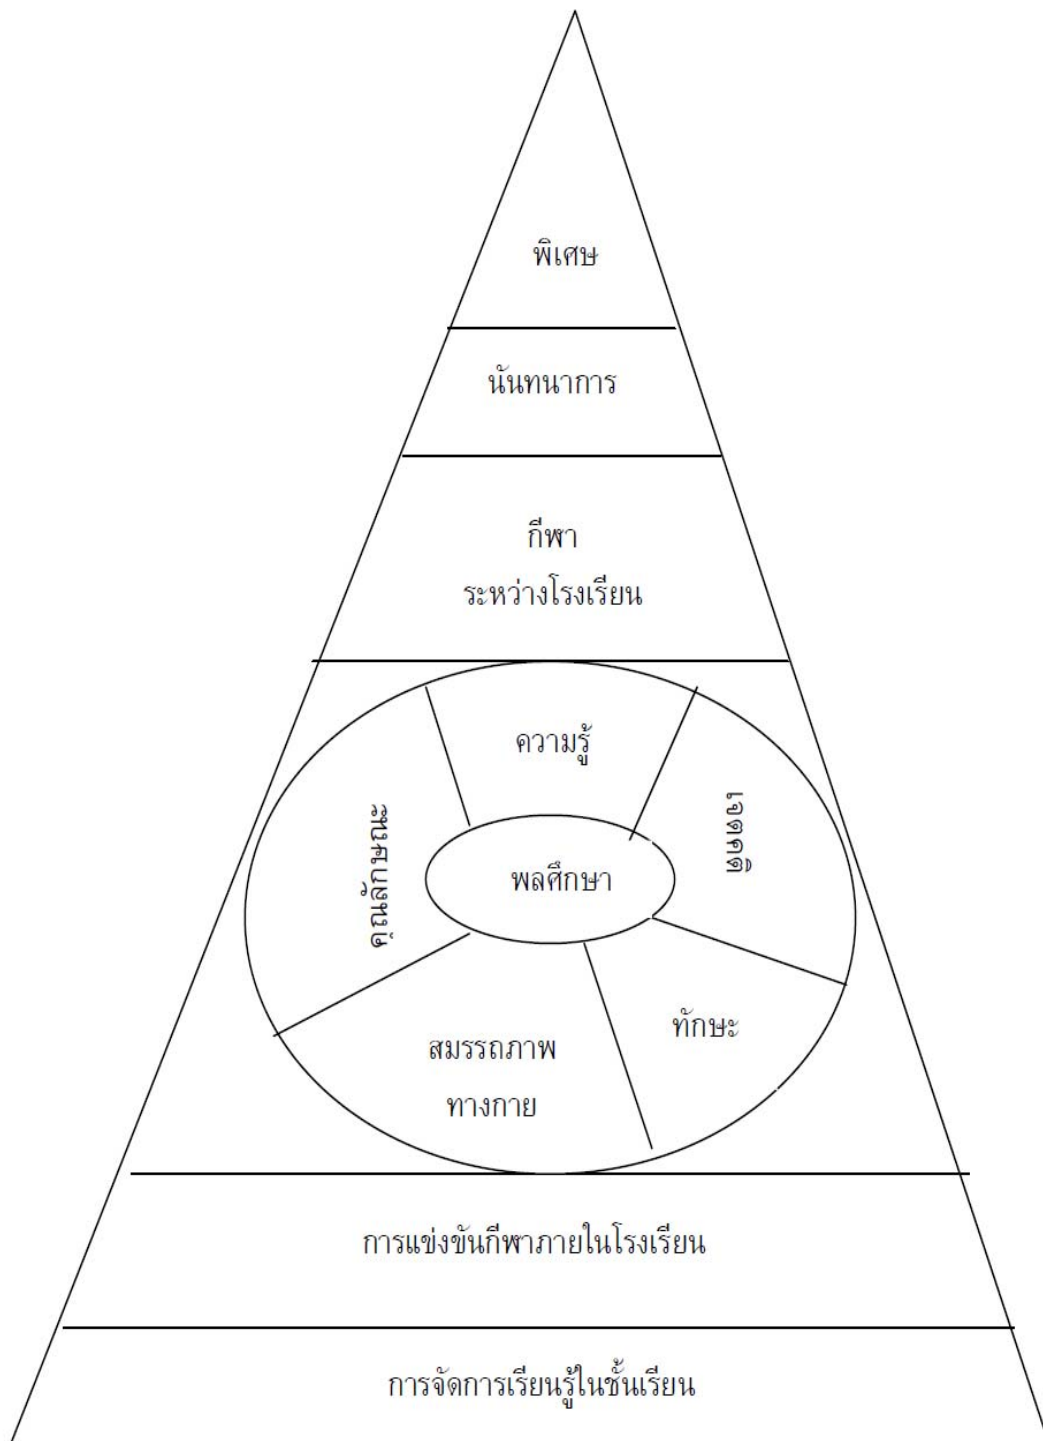 พิเศษ
นันทนาการ
กีฬา
ระหว่างโรงเรียน
ความรู้
คุณลักษณะ
เจตคติ
พลศึกษา
ทักษะ
สมรรถภาพ
ทางกาย
การแข่งขันกีฬาภายในโรงเรียน
การจัดการเรียนรู้ในชั้นเรียน